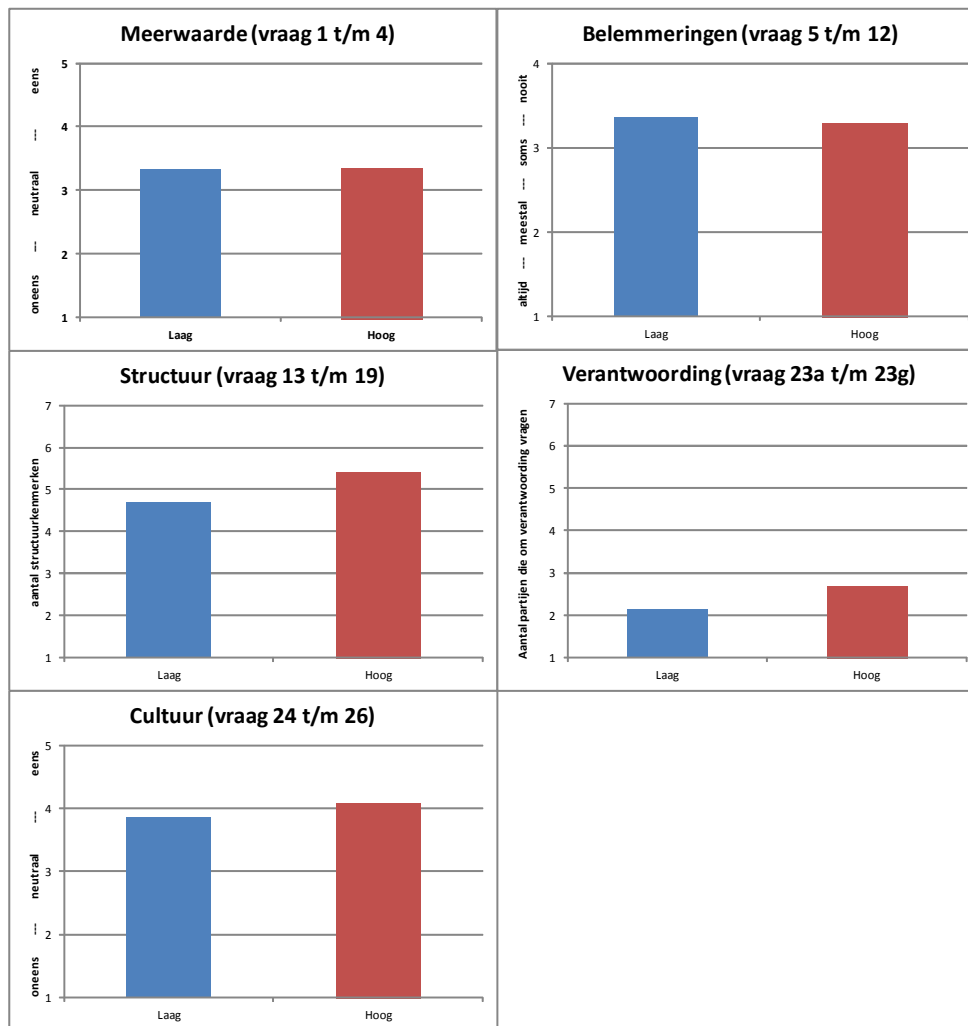 Meerwaarde (vraag 1 t/m 4)
oneens --- neutraal --- eens
5
4
3
2
1
Laag
Hoog
Belemmeringen (vraag 5 t/m 12)
altijd --- meestal --- soms --- nooit
4
3
2
1
Laag
Hoog
Structuur (vraag 13 t/m 19)
aantal structuurkenmerken
7
6
5
4
3
2
1
Laag
Hoog
Verantwoording (vraag 23a t/m 23g)
Aantal partijen die om verantwoording vragen
7
6
5
4
3
2
1
Laag
Hoog
Cultuur (vraag 24 t/m 26)
oneens --- neutraal --- eens
5
4
3
2
1
Laag
Hoog